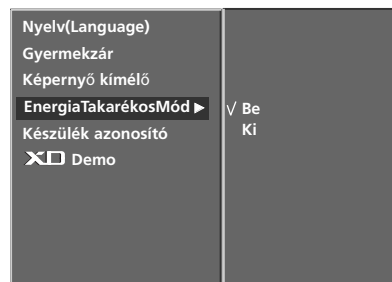 Nyelv(Language)
Gyermekzár
Képernyő kímélő
EnergiaTakarékosMód ▶
√ Be
Ki
Készülék azonosító
XD Demo